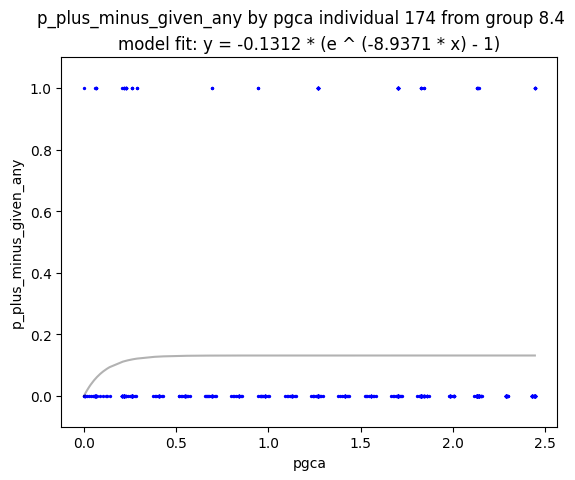 p_plus_minus_given_any by pgca individual 174 from group 8.4
model fit: y = -0.1312 * (e ^ (-8.9371 * x) - 1)
1.0
0.8
0.6
0.4
0.2
0.0
p_plus_minus_given_any
0.0 0.5 1.0 1.5 2.0 2.5
pgca